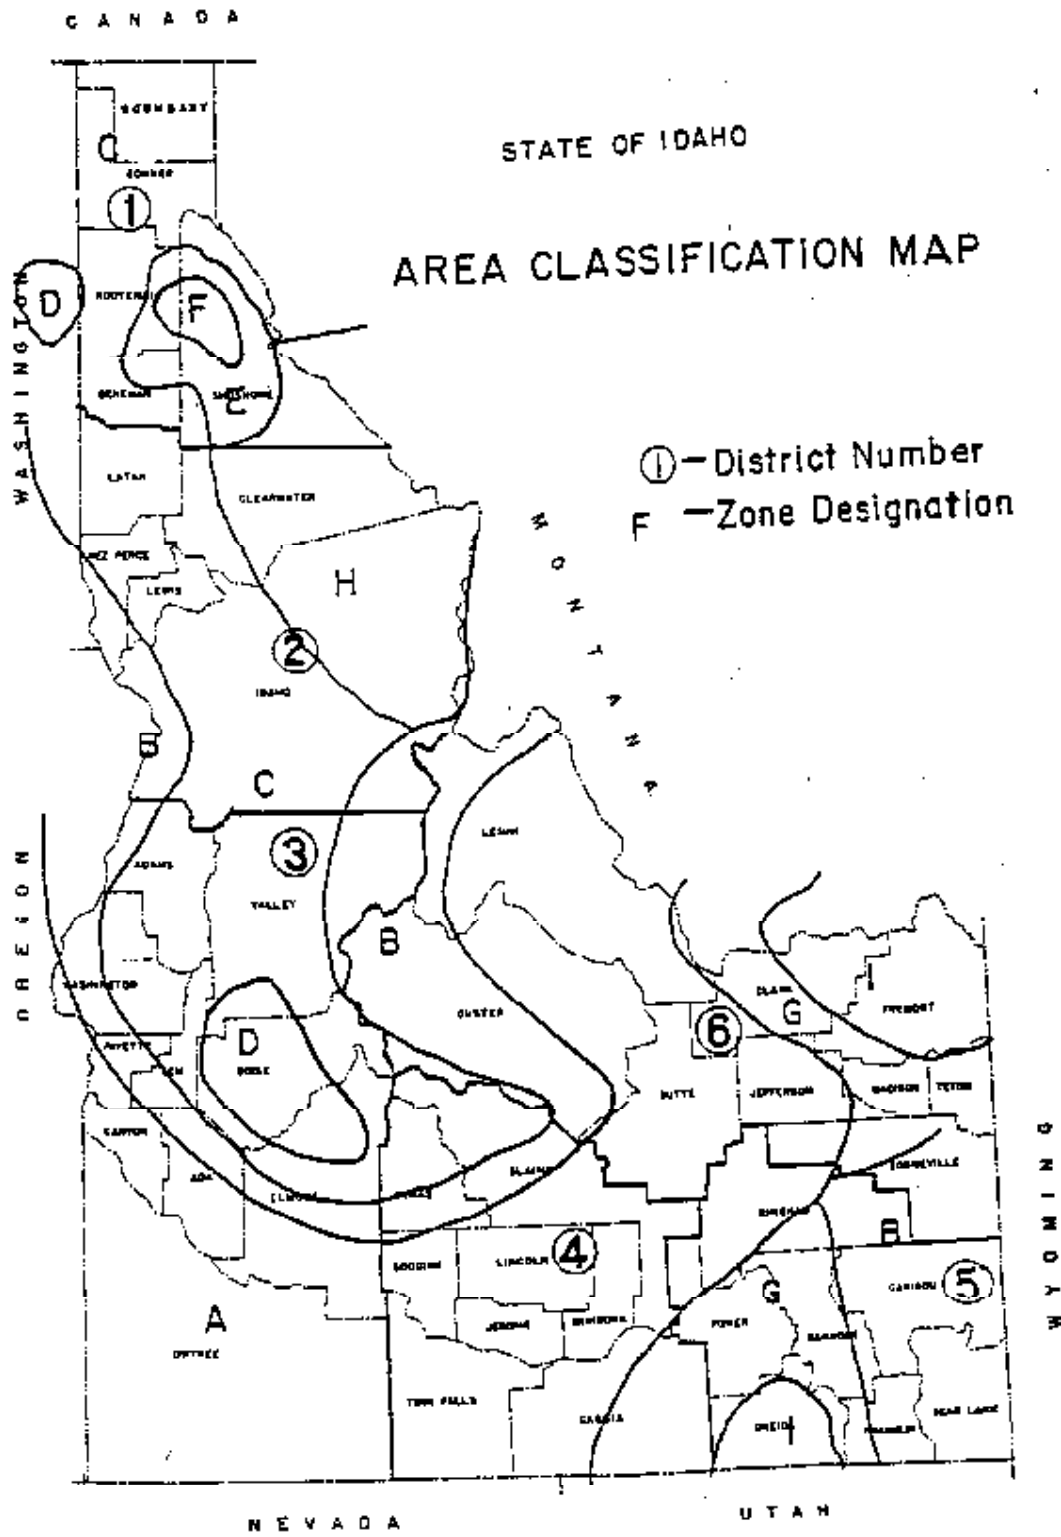 CANADA
BOUNDARY
C
BONNER
STATE OF IDAHO
1
AREA CLASSIFICATION MAP
WASHINGTON
D
KOOTENAI
F
BENEWAH
SHOSHONE
E
1 - District Number
F - Zone Designation
LATAH
CLEARWATER
MONTANA
NEZ PERCE
LEWIS
H
2
IDAHO
B
C
3
LEMHI
OREGON
ADAMS
VALLEY
B
WASHINGTON
CUSTER
CLARK
I
FREMONT
G
6
PAYETTE
GEM
D
BOISE
BUTTE
JEFFERSON
MADISON
TETON
CANYON
ADA
ELMORE
CAMAS
BLAINE
BONNEVILLE
BINGHAM
WYOMING
GOODING
LINCOLN
4
CARIBOU
5
A
OWYHEE
JEROME
MINIDOKA
G
POWER
BANNOCK
TWIN FALLS
CASSIA
ONEIDA
I
FRANKLIN
BEAR LAKE
NEVADA
UTAH